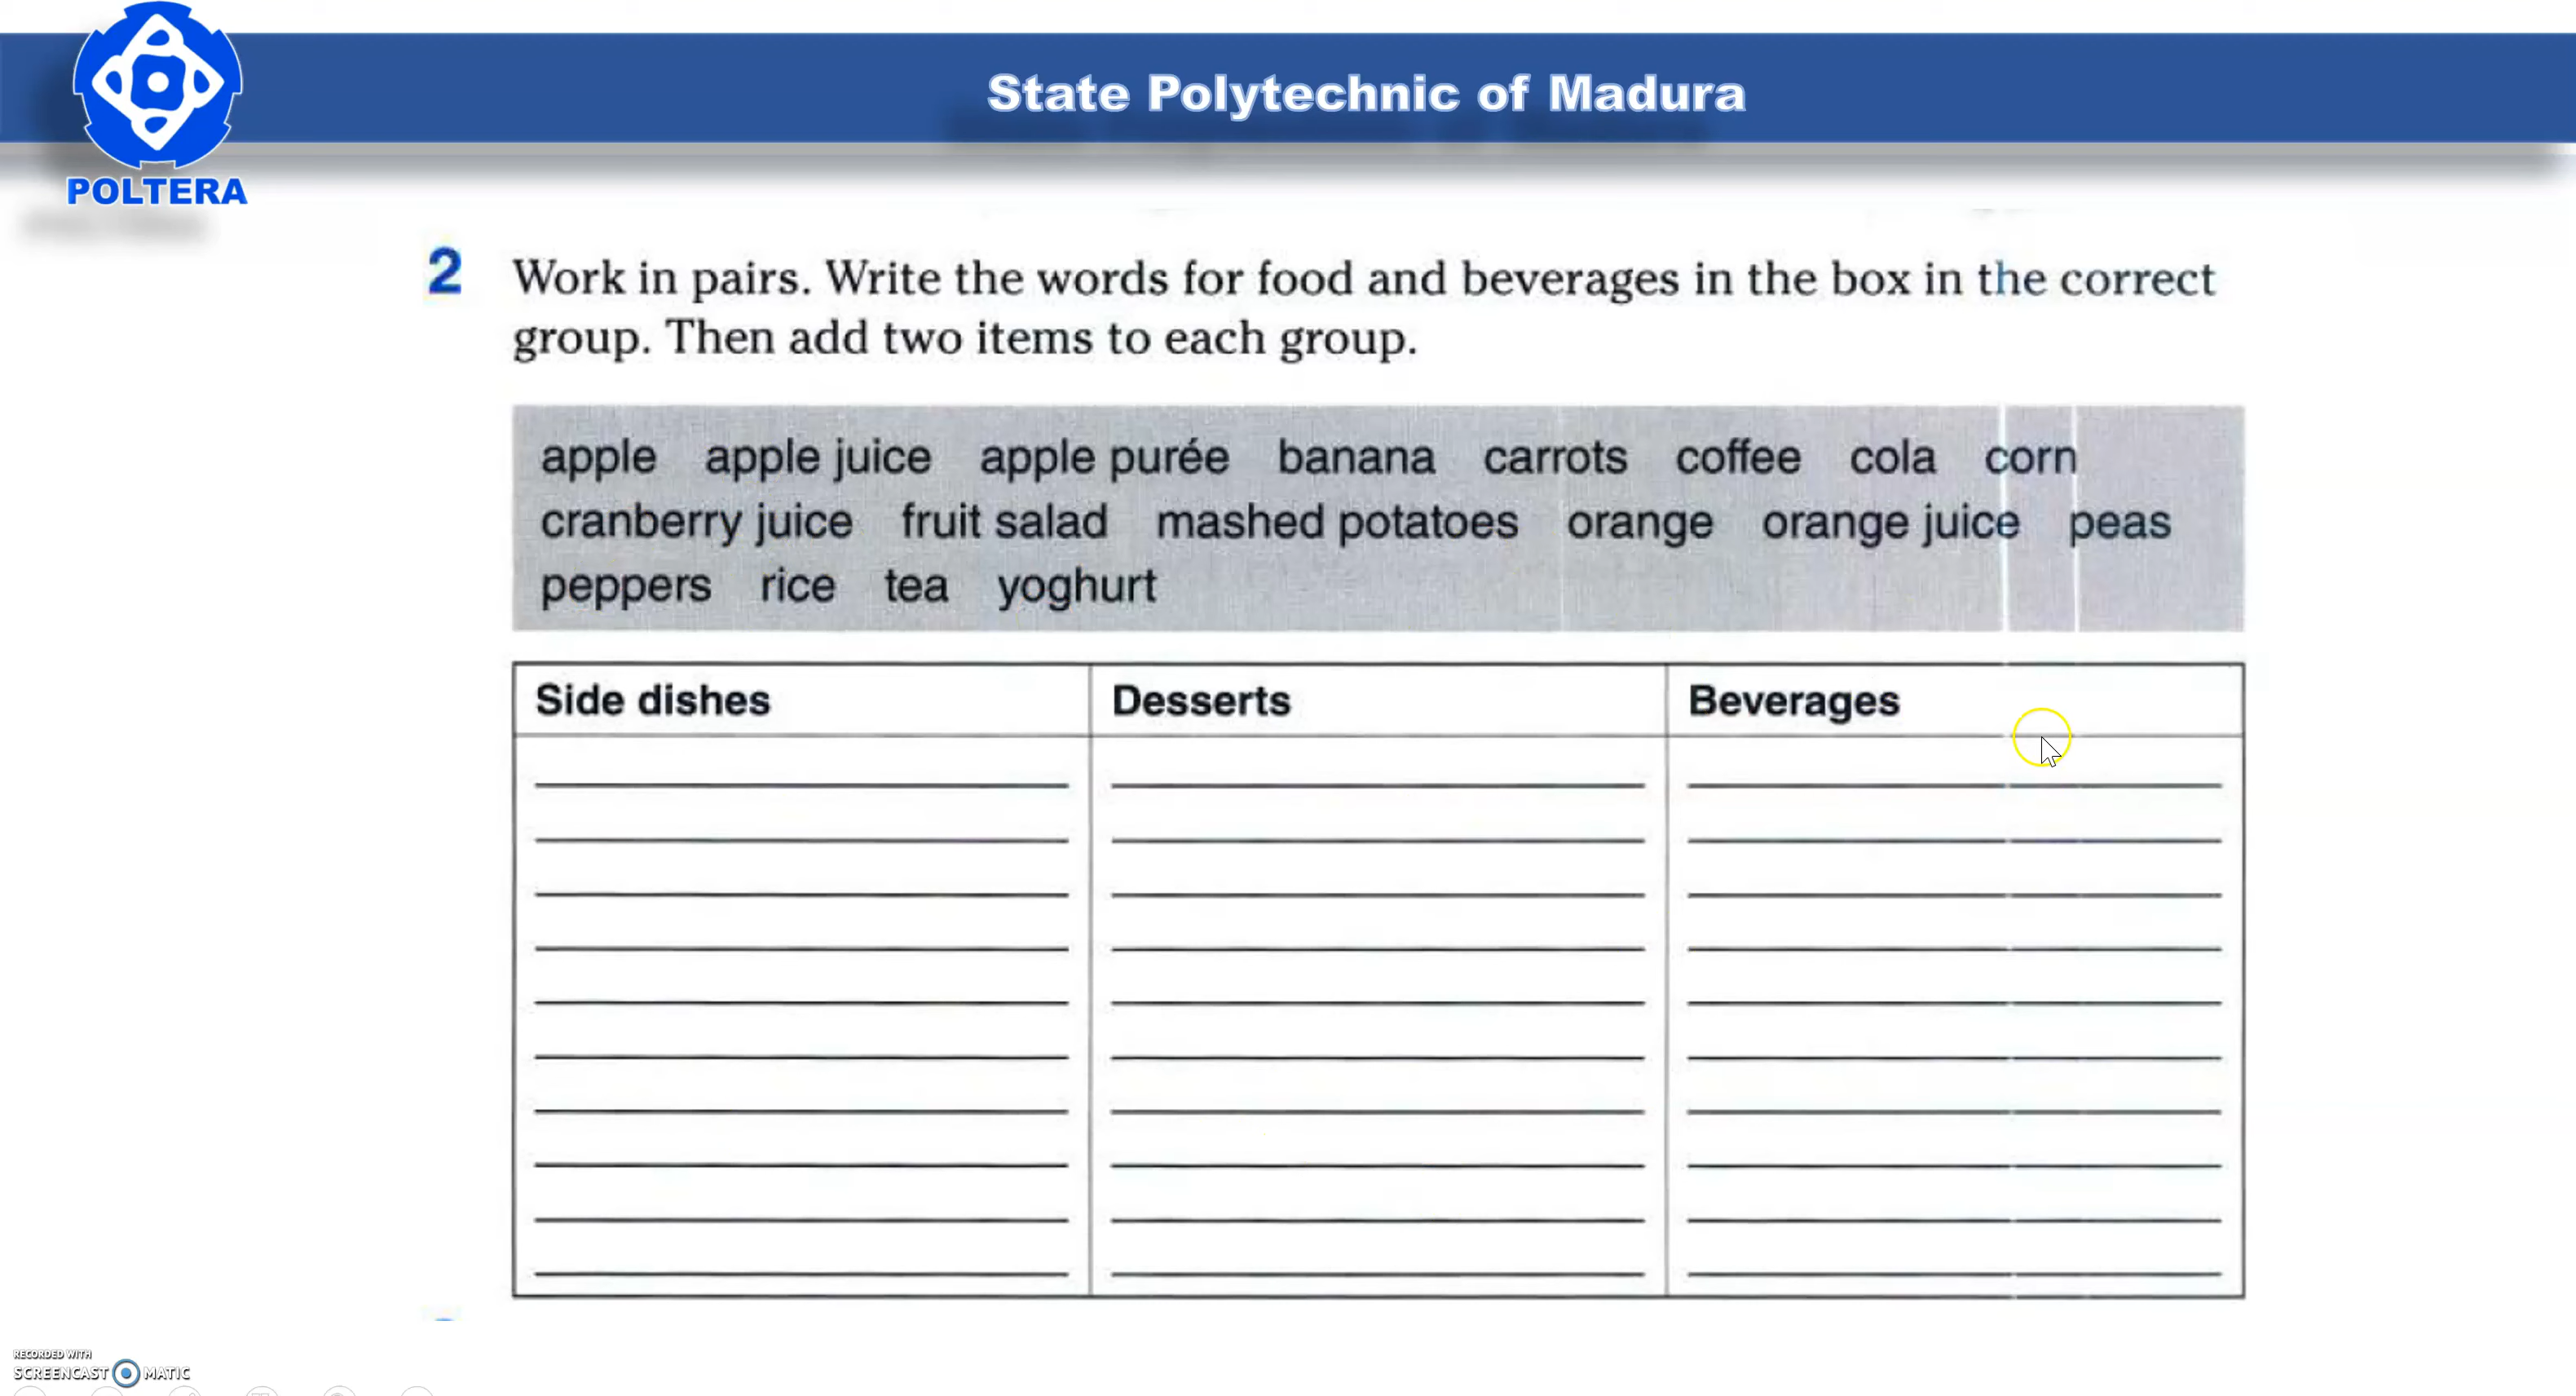 State Polytechnic of Madura
POLTERA
2 Work in pairs. Write the words for food and beverages in the box in the correct
group. Then add two items to each group.
apple apple juice apple purée banana carrots coffee cola corn
cranberry juice fruit salad mashed potatoes orange orange juice peas
peppers rice tea yoghurt
Side dishes Desserts Beverages
RECORDED WITH
SCREENCAST MATIC